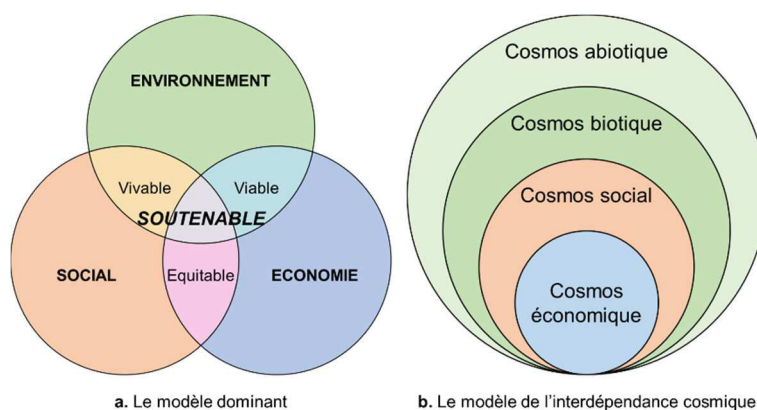 ENVIRONNEMENT
Vivable
Viable
SOUTENABLE
SOCIAL
Equitable
ECONOMIE
a. Le modèle dominant
Cosmos abiotique
Cosmos biotique
Cosmos social
Cosmos
économique
b. Le modèle de l'interdépendance cosmique